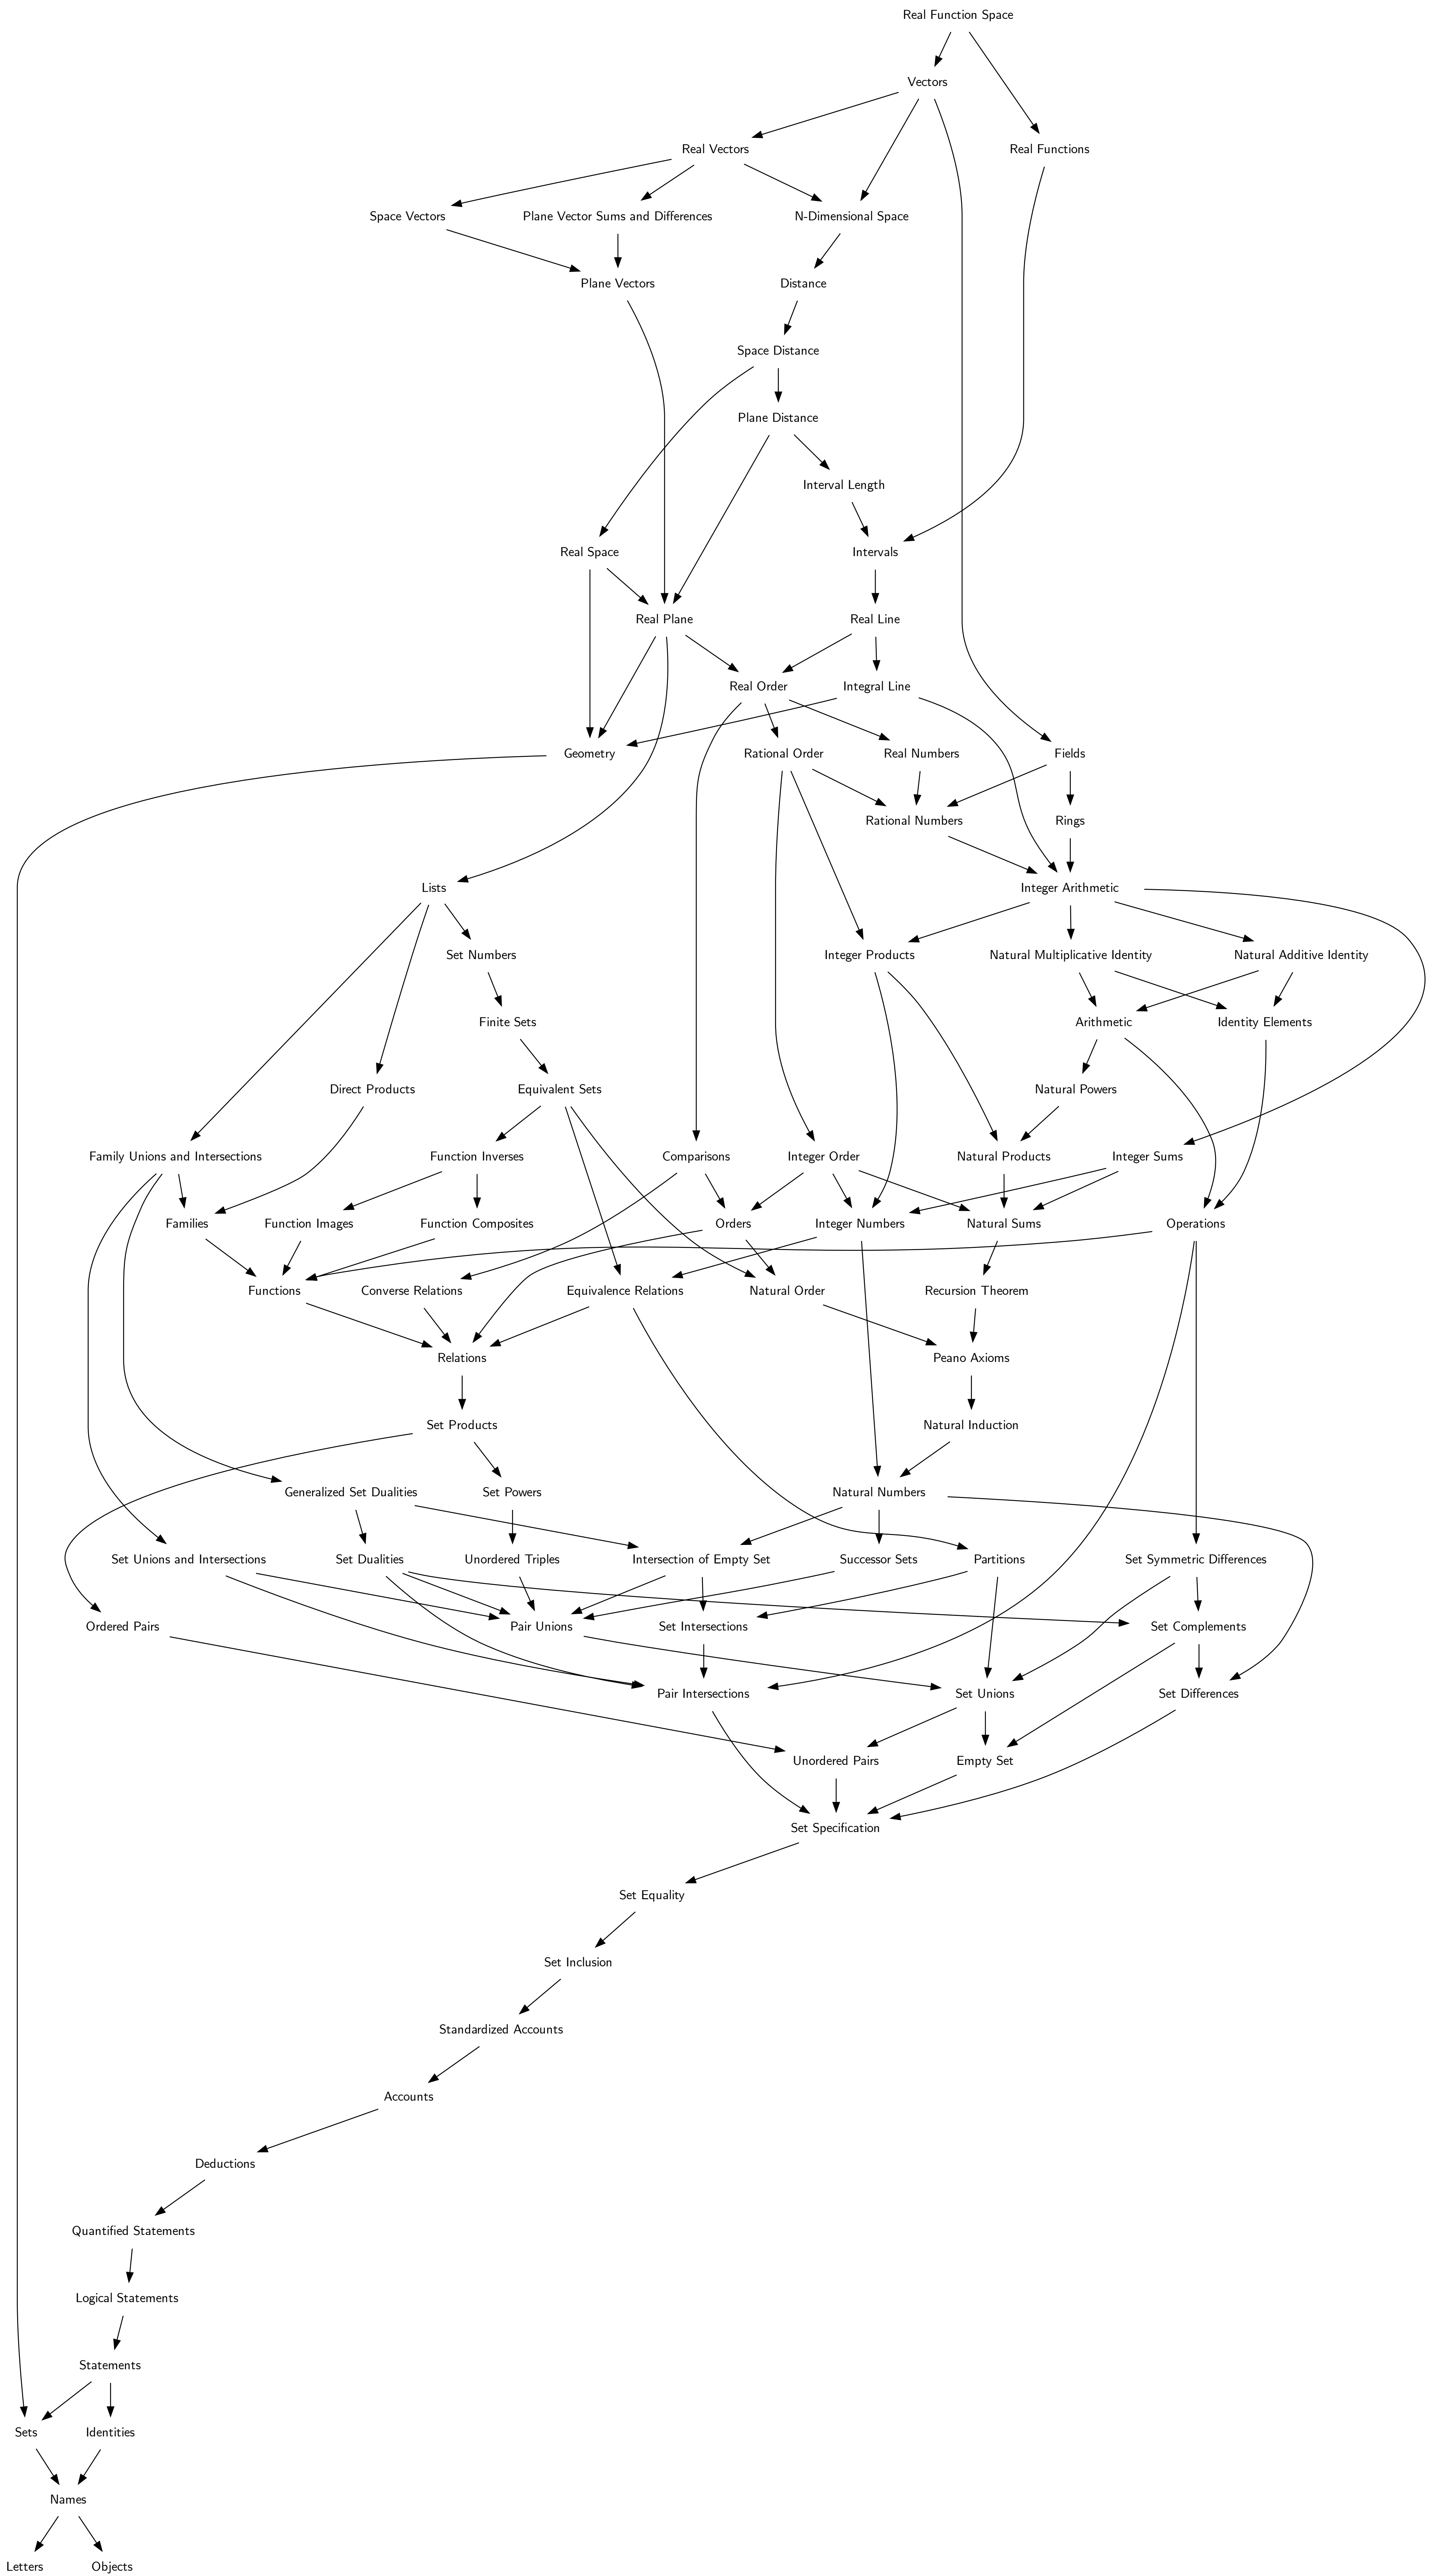 Real Function Space
Vectors
Real Vectors
Real Functions
Space Vectors
Plane Vector Sums and Differences
N-Dimensional Space
Plane Vectors
Distance
Space Distance
Plane Distance
Interval Length
Real Space
Intervals
Real Plane
Real Line
Real Order
Integral Line
Geometry
Rational Order
Real Numbers
Fields
Rational Numbers
Rings
Lists
Integer Arithmetic
Set Numbers
Integer Products
Natural Multiplicative Identity
Natural Additive Identity
Finite Sets
Arithmetic
Identity Elements
Direct Products
Equivalent Sets
Natural Powers
Family Unions and Intersections
Function Inverses
Comparisons
Integer Order
Natural Products
Integer Sums
Families
Function Images
Function Composites
Orders
Integer Numbers
Natural Sums
Operations
Functions
Converse Relations
Equivalence Relations
Natural Order
Recursion Theorem
Relations
Peano Axioms
Set Products
Natural Induction
Generalized Set Dualities
Set Powers
Natural Numbers
Set Unions and Intersections
Set Dualities
Unordered Triples
Intersection of Empty Set
Successor Sets
Partitions
Set Symmetric Differences
Ordered Pairs
Pair Unions
Set Intersections
Set Complements
Pair Intersections
Set Unions
Set Differences
Unordered Pairs
Empty Set
Set Specification
Set Equality
Set Inclusion
Standardized Accounts
Accounts
Deductions
Quantified Statements
Logical Statements
Statements
Sets
Identities
Names
Letters
Objects